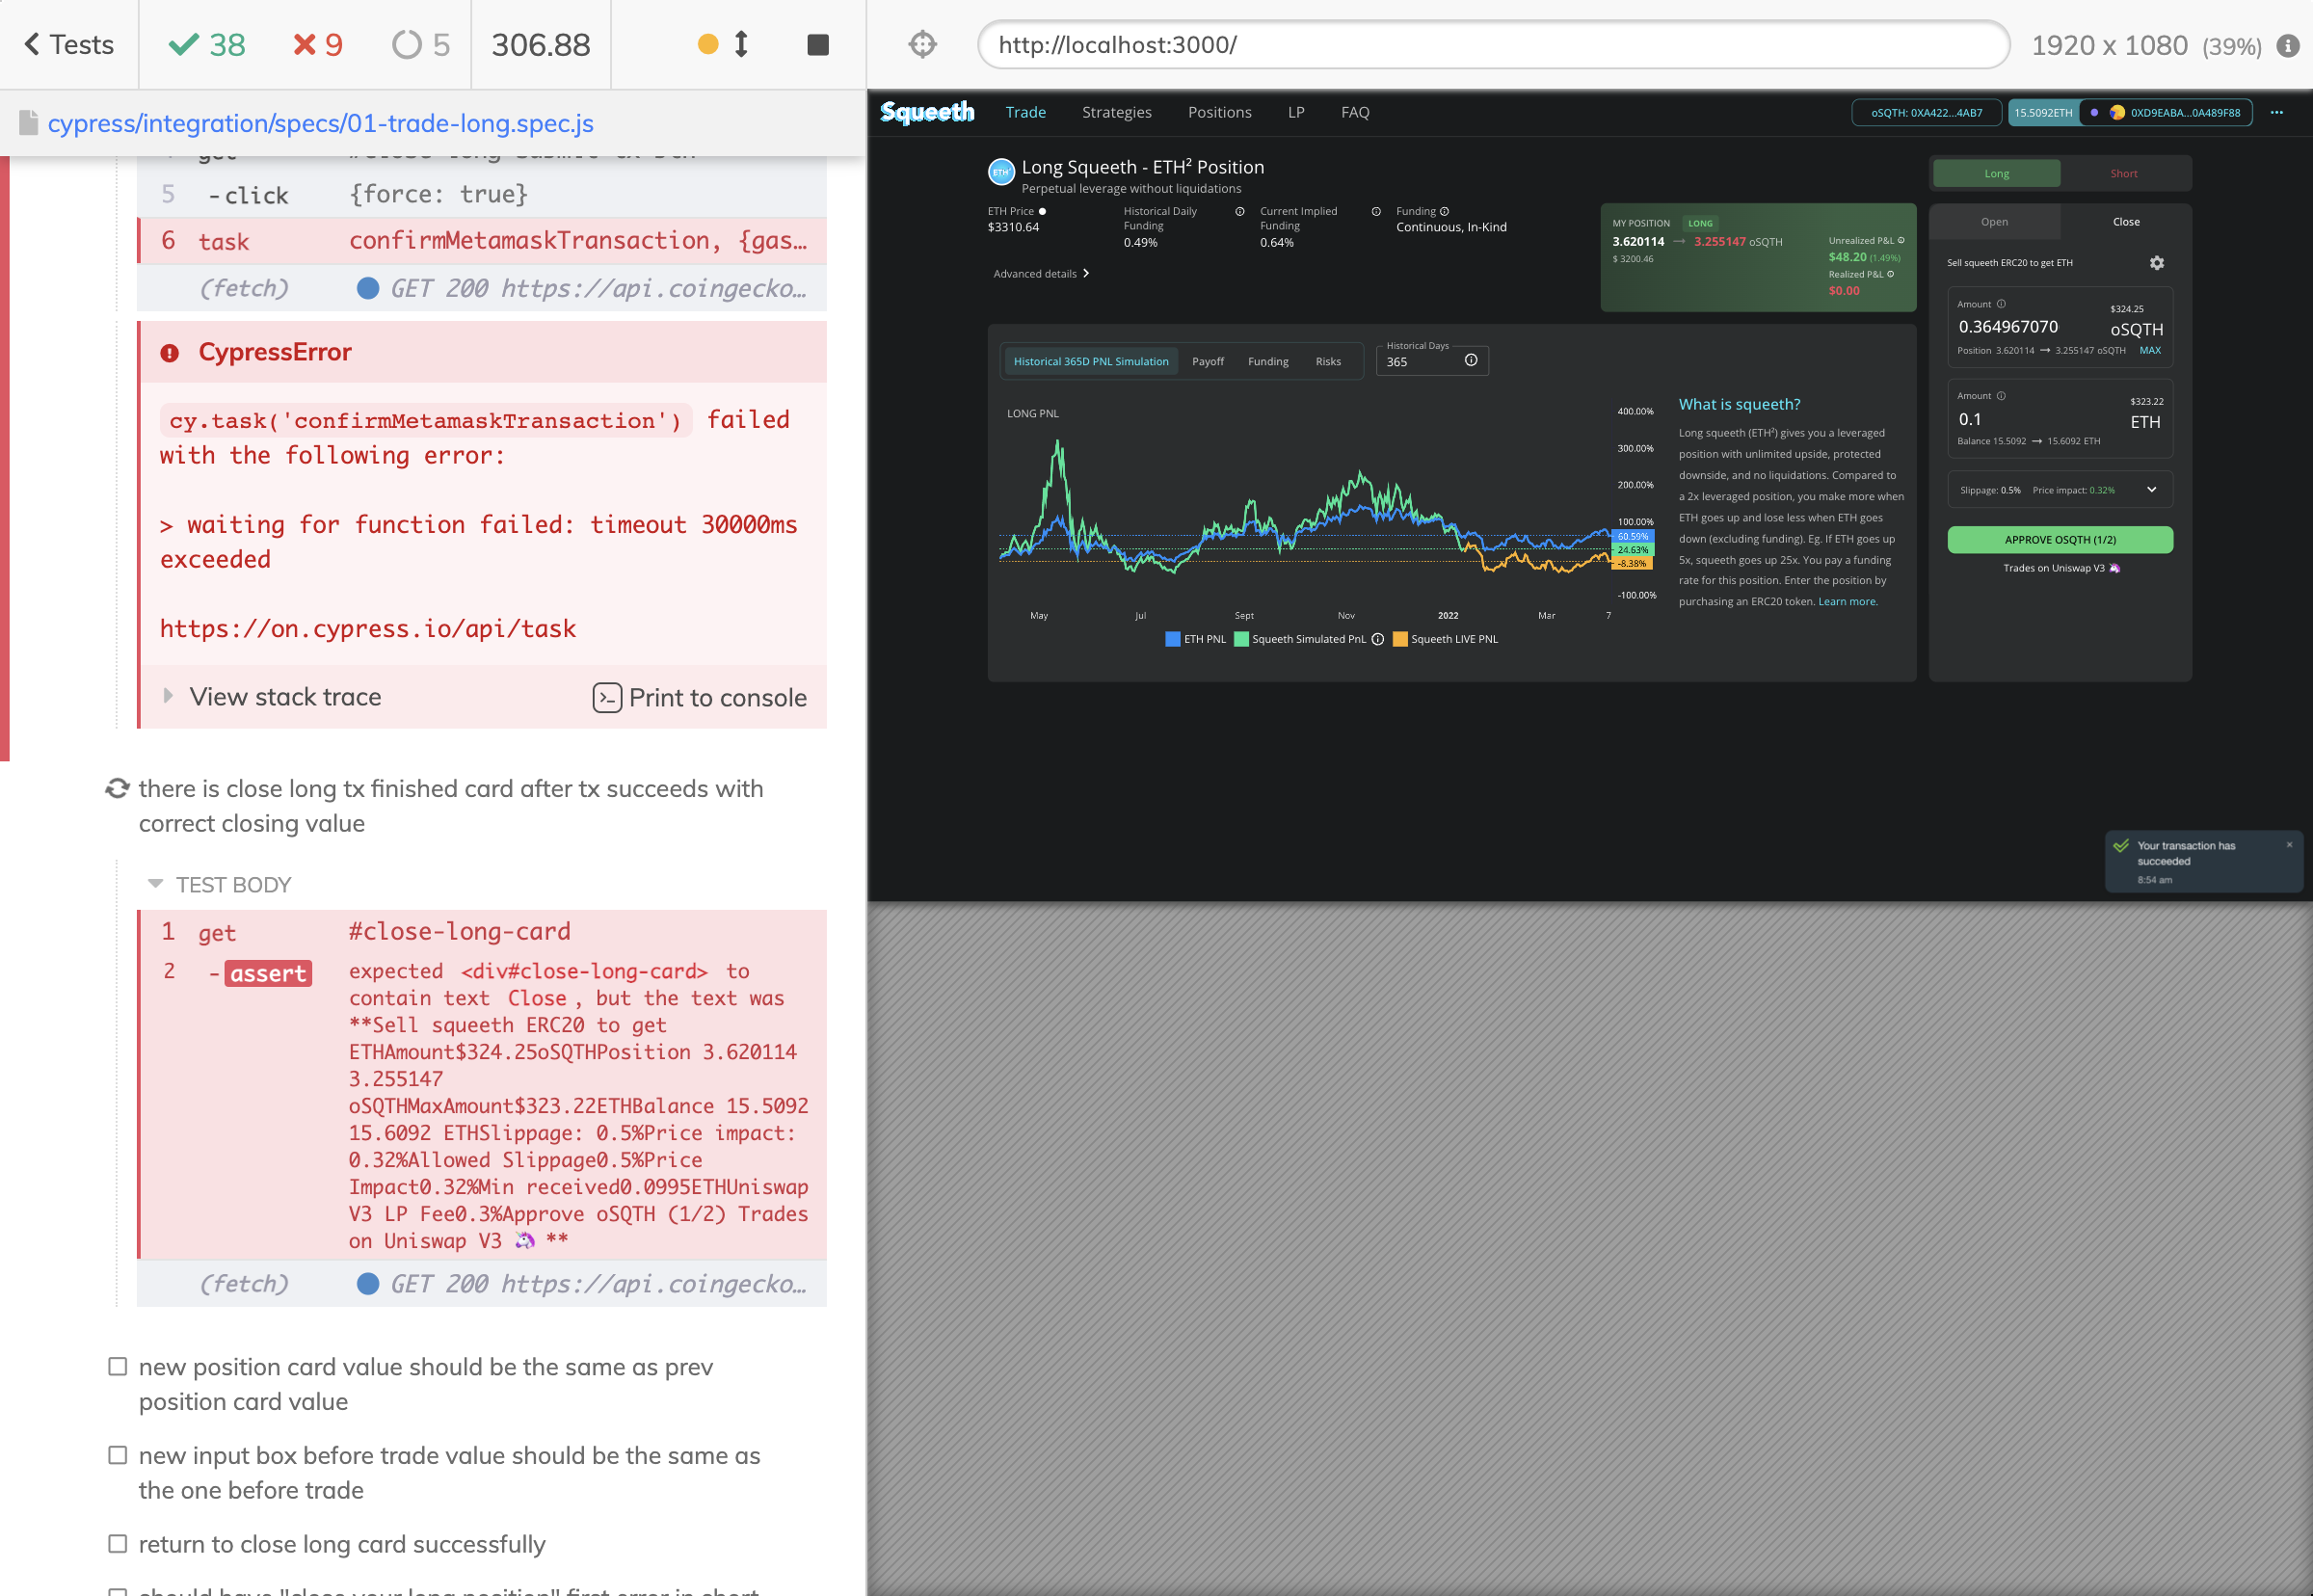 Tests
38
9
5
306.88
http://localhost:3000/
1920 x 1080 (39%)
cypress/integration/specs/01-trade-long.spec.js
5 -click {force: true}
6 task confirmMetamaskTransaction, {gas…
(fetch) GET 200 https://api.coingecko…
CypressError
cy.task('confirmMetamaskTransaction') failed
with the following error:
> waiting for function failed: timeout 30000ms
exceeded
https://on.cypress.io/api/task
View stack trace
Print to console
there is close long tx finished card after tx succeeds with
correct closing value
TEST BODY
1 get #close-long-card
2 -assert expected <div#close-long-card> to
contain text Close, but the text was
**Sell squeeth ERC20 to get
ETHAmount$324.25oSQTHPosition 3.620114
3.255147
oSQTHMaxAmount$323.22ETHBalance 15.5092
15.6092 ETHSlippage: 0.5%Price impact:
0.32%Allowed Slippage0.5%Price
Impact0.32%Min received0.0995ETHUniswap
V3 LP Fee0.3%Approve oSQTH (1/2) Trades
on Uniswap V3 🦄 **
(fetch) GET 200 https://api.coingecko…
new position card value should be the same as prev
position card value
new input box before trade value should be the same as
the one before trade
return to close long card successfully
should have "close your long position" first error in short
Squeeth
Trade
Strategies
Positions
LP
FAQ
oSQTH: 0XA422...4AB7
15.5092ETH
0XD9EABA...0A489F88
ETH²
Long Squeeth - ETH² Position
Perpetual leverage without liquidations
ETH Price
$3310.64
Historical Daily
Funding
0.49%
Current Implied
Funding
0.64%
Funding
Continuous, In-Kind
Advanced details
MY POSITION LONG
3.620114 → 3.255147 oSQTH
$ 3200.46
Unrealized P&L
$48.20 (1.49%)
Realized P&L
$0.00
Historical 365D PNL Simulation
Payoff
Funding
Risks
Historical Days
365
LONG PNL
400.00%
300.00%
200.00%
100.00%
60.59%
24.63%
-8.38%
-100.00%
May
Jul
Sept
Nov
2022
Mar
7
ETH PNL
Squeeth Simulated PnL
Squeeth LIVE PNL
What is squeeth?
Long squeeth (ETH²) gives you a leveraged
position with unlimited upside, protected
downside, and no liquidations. Compared to
a 2x leveraged position, you make more when
ETH goes up and lose less when ETH goes
down (excluding funding). Eg. If ETH goes up
5x, squeeth goes up 25x. You pay a funding
rate for this position. Enter the position by
purchasing an ERC20 token. Learn more.
Long
Short
Open
Close
Sell squeeth ERC20 to get ETH
Amount
$324.25
0.364967070
oSQTH
Position 3.620114 → 3.255147 oSQTH MAX
Amount
$323.22
0.1
ETH
Balance 15.5092 → 15.6092 ETH
Slippage: 0.5% Price impact: 0.32%
APPROVE OSQTH (1/2)
Trades on Uniswap V3 🦄
Your transaction has
succeeded
8:54 am